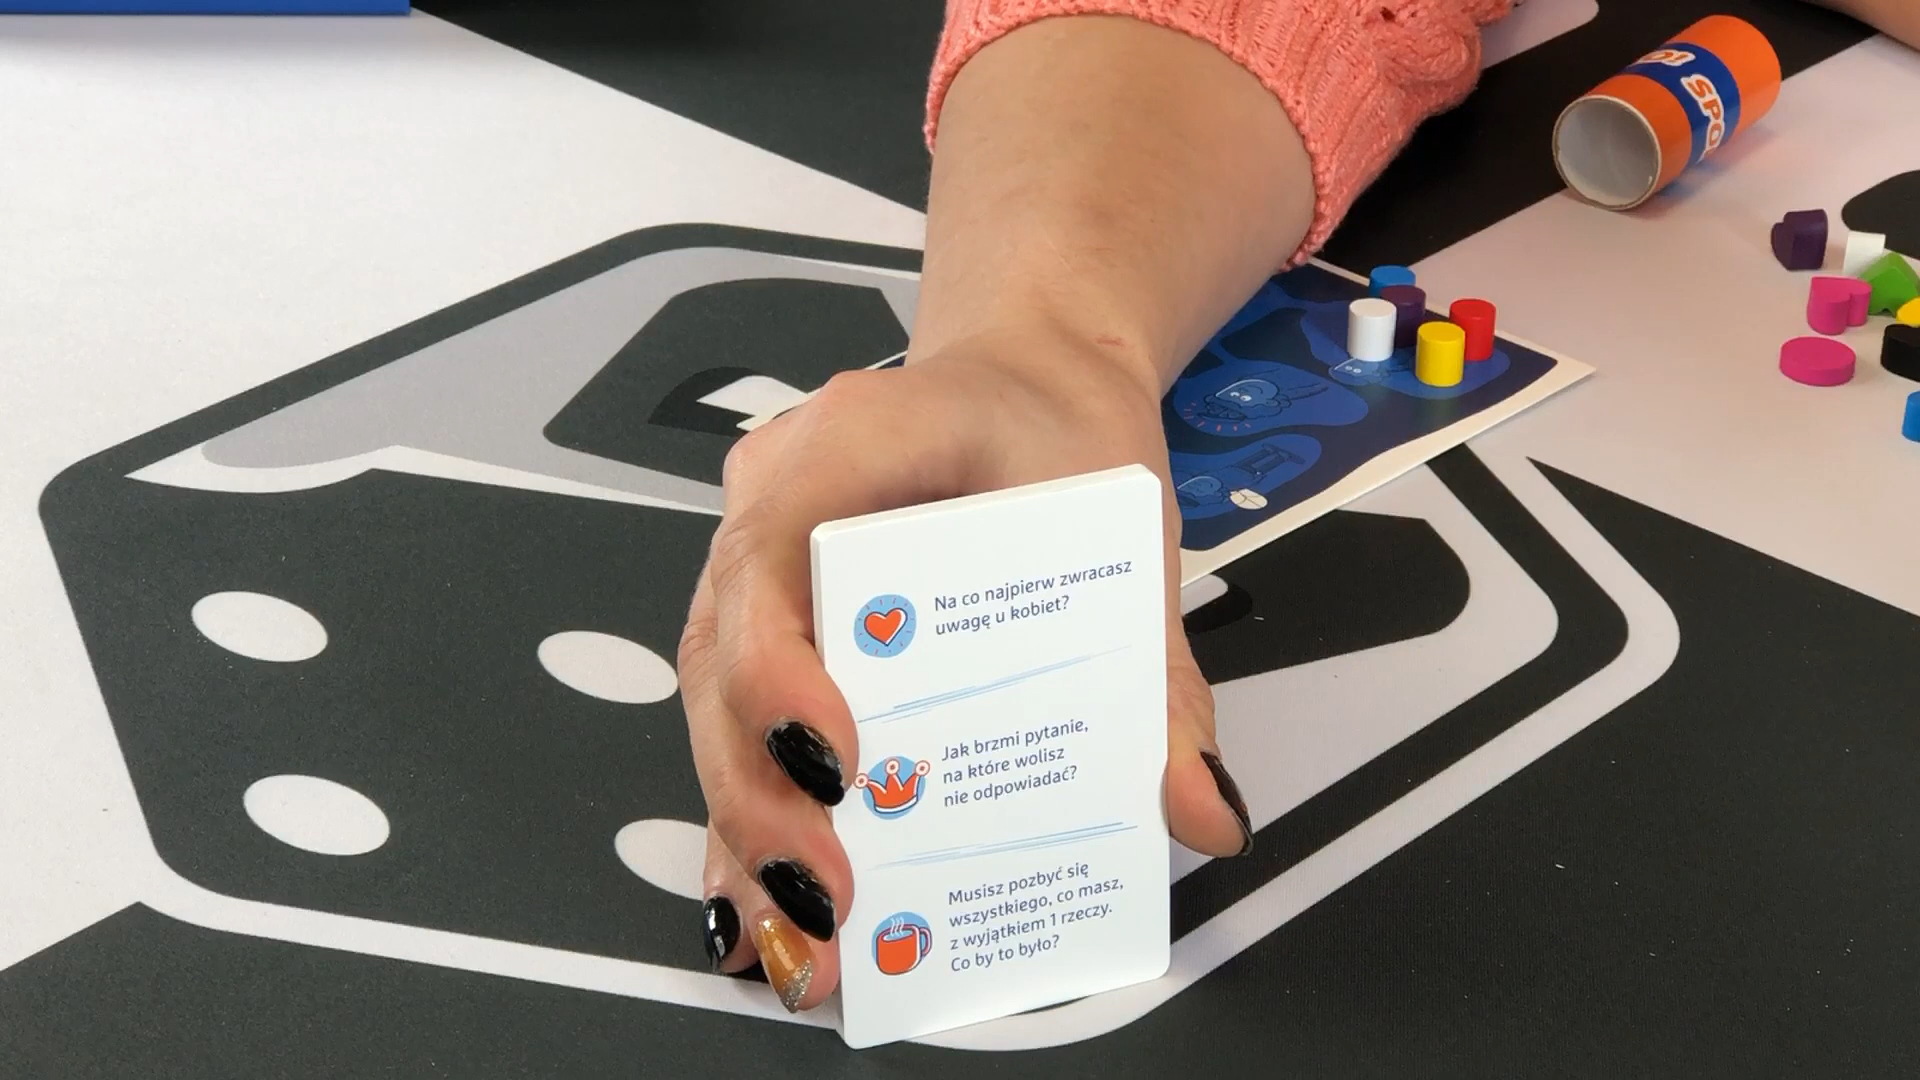 Na co najpierw zwracasz
uwagę u kobiet?
Jak brzmi pytanie,
na które wolisz
nie odpowiadać?
Musisz pozbyć się
wszystkiego, co masz,
z wyjątkiem 1 rzeczy.
Co by to było?